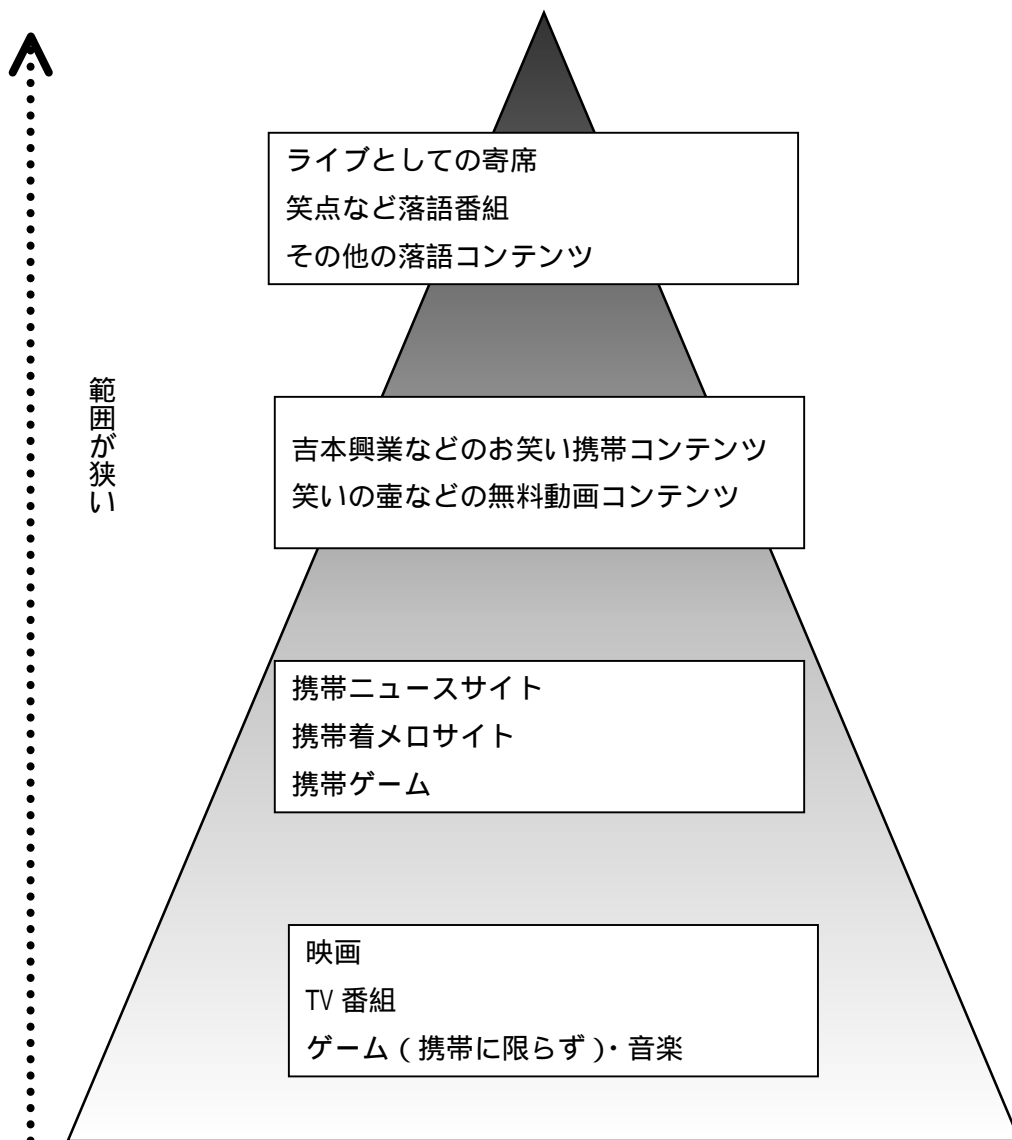 ライブとしての寄席
笑点など落語番組
その他の落語コンテンツ
範囲が狭い
吉本興業などのお笑い携帯コンテンツ
笑いの壷などの無料動画コンテンツ
携帯ニュースサイト
携帯着メロサイト
携帯ゲーム
映画
TV 番組
ゲーム(携帯に限らず)・音楽